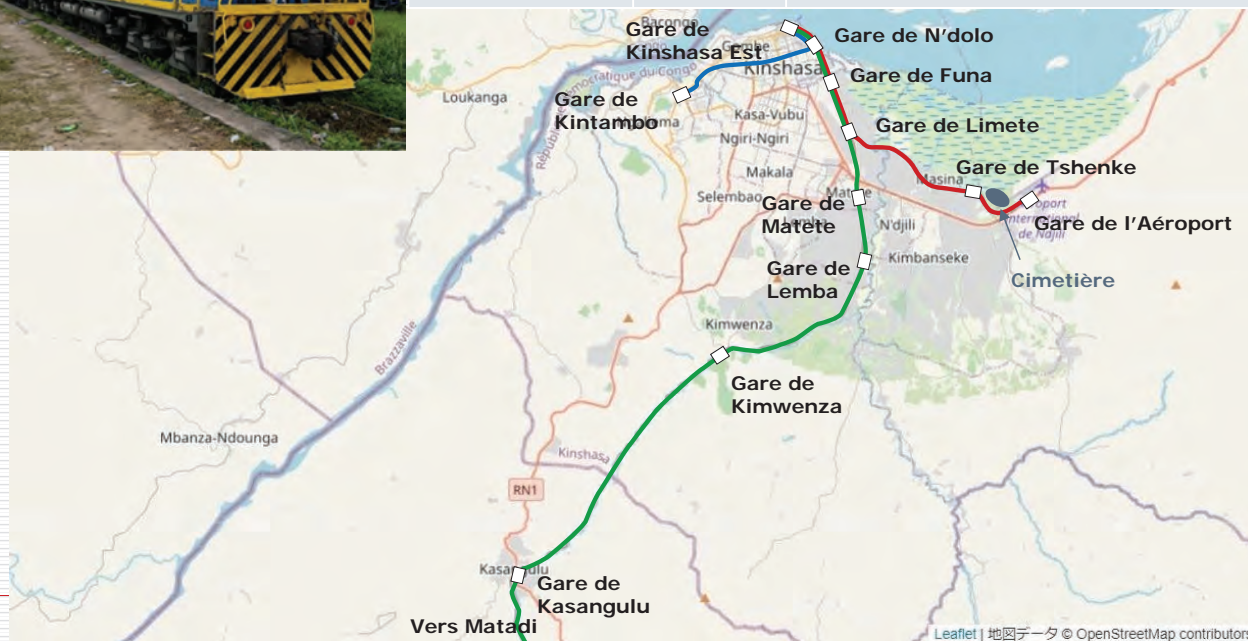 Bacongo
Gare de
Kinshasa Est
Gombe
Gare de N'dolo
Kinshasa
Gare de Funa
Loukanga
Gare de
Kintambo
Kasa-Vubu
Gare de Limete
Ngiri-Ngiri
Makala
Masina
Gare de Tshenke
Selembao
Gare de
Matete
N'djili
Gare de l'Aéroport
Kimbanseke
Gare de
Lemba
Cimetière
Kimwenza
Brazzaville
Gare de
Kimwenza
Mbanza-Ndounga
Kinshasa
RN1
Kasangulu
Gare de
Kasangulu
Vers Matadi
Leaflet | 地図データ © OpenStreetMap contributor